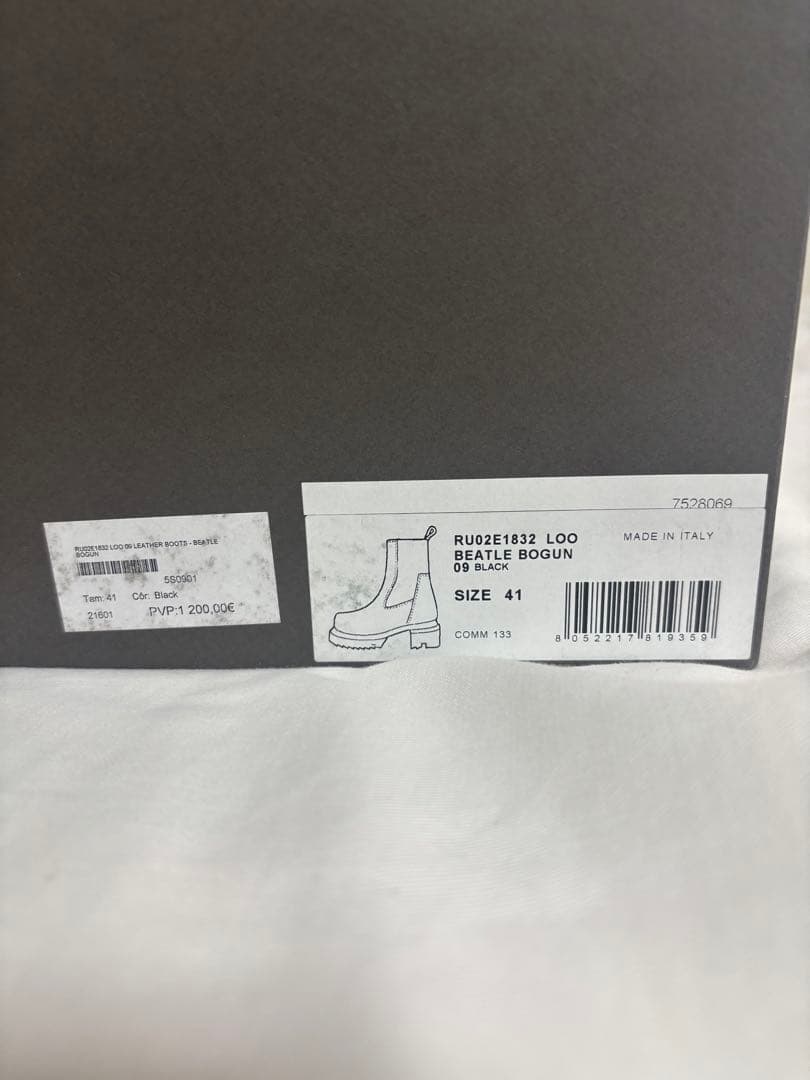 RU02E1832 LOO 09 LEATHER BOOTS - BEATLE
BOGUN
5S0901
Tam: 41 Côr: Black
21601 PVP:1 200,00€
7528069
RU02E1832 LOO MADE IN ITALY
BEATLE BOGUN
09 BLACK
SIZE 41
COMM 133
8 052217 819359